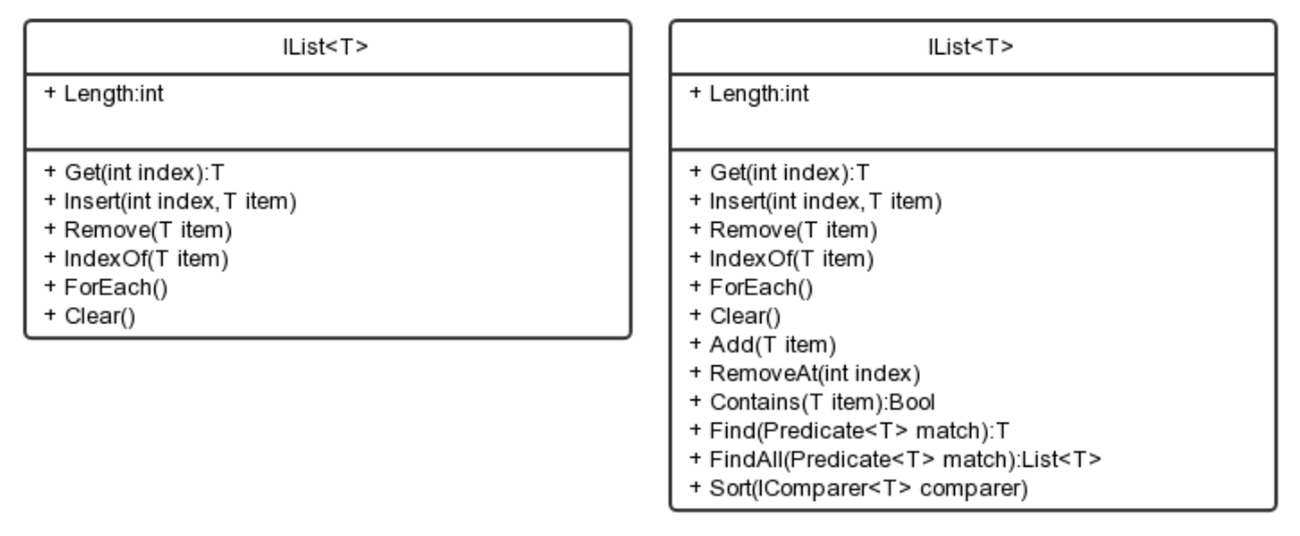 IList<T>
+ Length:int
+ Get(int index):T
+ Insert(int index,T item)
+ Remove(T item)
+ IndexOf(T item)
+ ForEach()
+ Clear()
IList<T>
+ Length:int
+ Get(int index):T
+ Insert(int index,T item)
+ Remove(T item)
+ IndexOf(T item)
+ ForEach()
+ Clear()
+ Add(T item)
+ RemoveAt(int index)
+ Contains(T item):Bool
+ Find(Predicate<T> match):T
+ FindAll(Predicate<T> match):List<T>
+ Sort(IComparer<T> comparer)